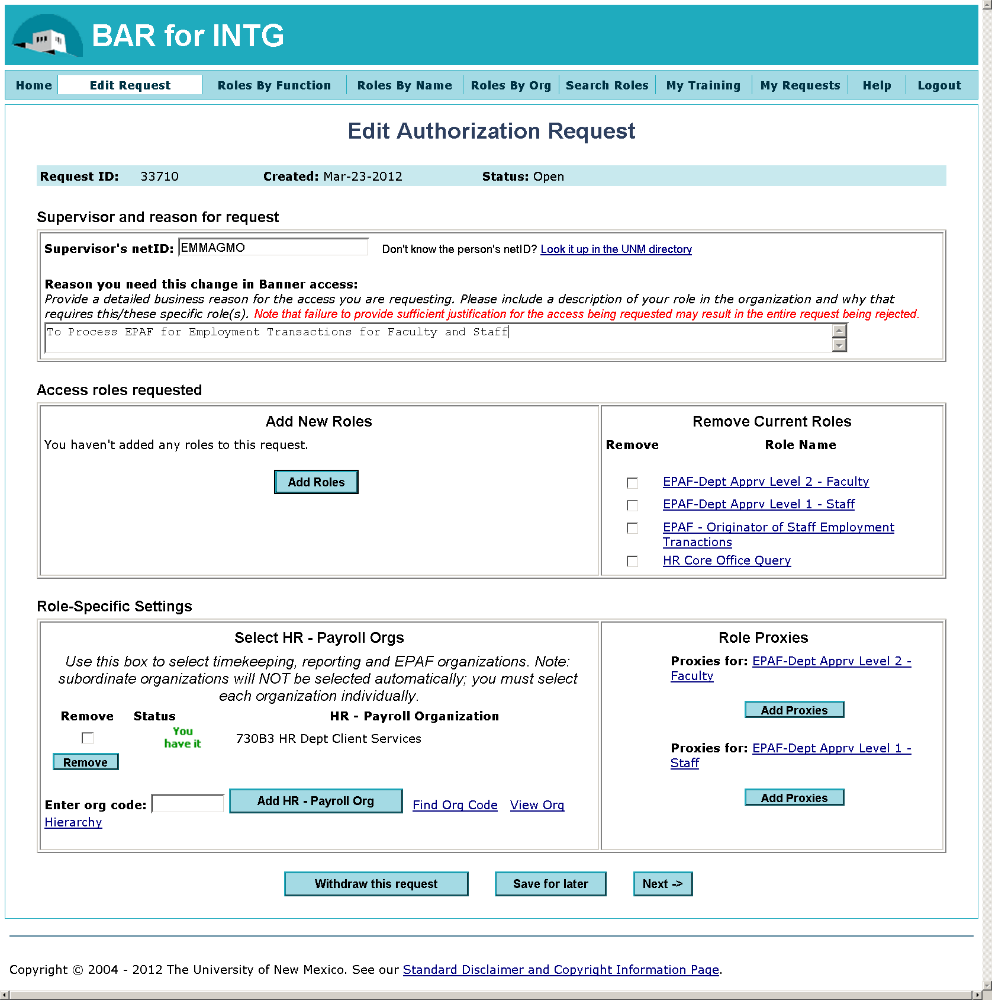 BAR for INTG
Home Edit Request Roles By Function Roles By Name Roles By Org Search Roles My Training My Requests Help Logout
Edit Authorization Request
Request ID: 33710 Created: Mar-23-2012 Status: Open
Supervisor and reason for request
Supervisor's netID: EMMAGMO Don't know the person's netID? Look it up in the UNM directory
Reason you need this change in Banner access:
Provide a detailed business reason for the access you are requesting. Please include a description of your role in the organization and why that
requires this/these specific role(s). Note that failure to provide sufficient justification for the access being requested may result in the entire request being rejected.
To Process EPAF for Employment Transactions for Faculty and Staff
Access roles requested
Add New Roles
You haven't added any roles to this request.
Add Roles
Remove Current Roles
Remove Role Name
EPAF-Dept Apprv Level 2 - Faculty
EPAF-Dept Apprv Level 1 - Staff
EPAF - Originator of Staff Employment
Tranactions
HR Core Office Query
Role-Specific Settings
Select HR - Payroll Orgs
Use this box to select timekeeping, reporting and EPAF organizations. Note:
subordinate organizations will NOT be selected automatically; you must select
each organization individually.
Remove Status HR - Payroll Organization
You
have it 730B3 HR Dept Client Services
Remove
Enter org code: Add HR - Payroll Org Find Org Code View Org
Hierarchy
Role Proxies
Proxies for: EPAF-Dept Apprv Level 2 -
Faculty
Add Proxies
Proxies for: EPAF-Dept Apprv Level 1 -
Staff
Add Proxies
Withdraw this request Save for later Next ->
Copyright © 2004 - 2012 The University of New Mexico. See our Standard Disclaimer and Copyright Information Page.